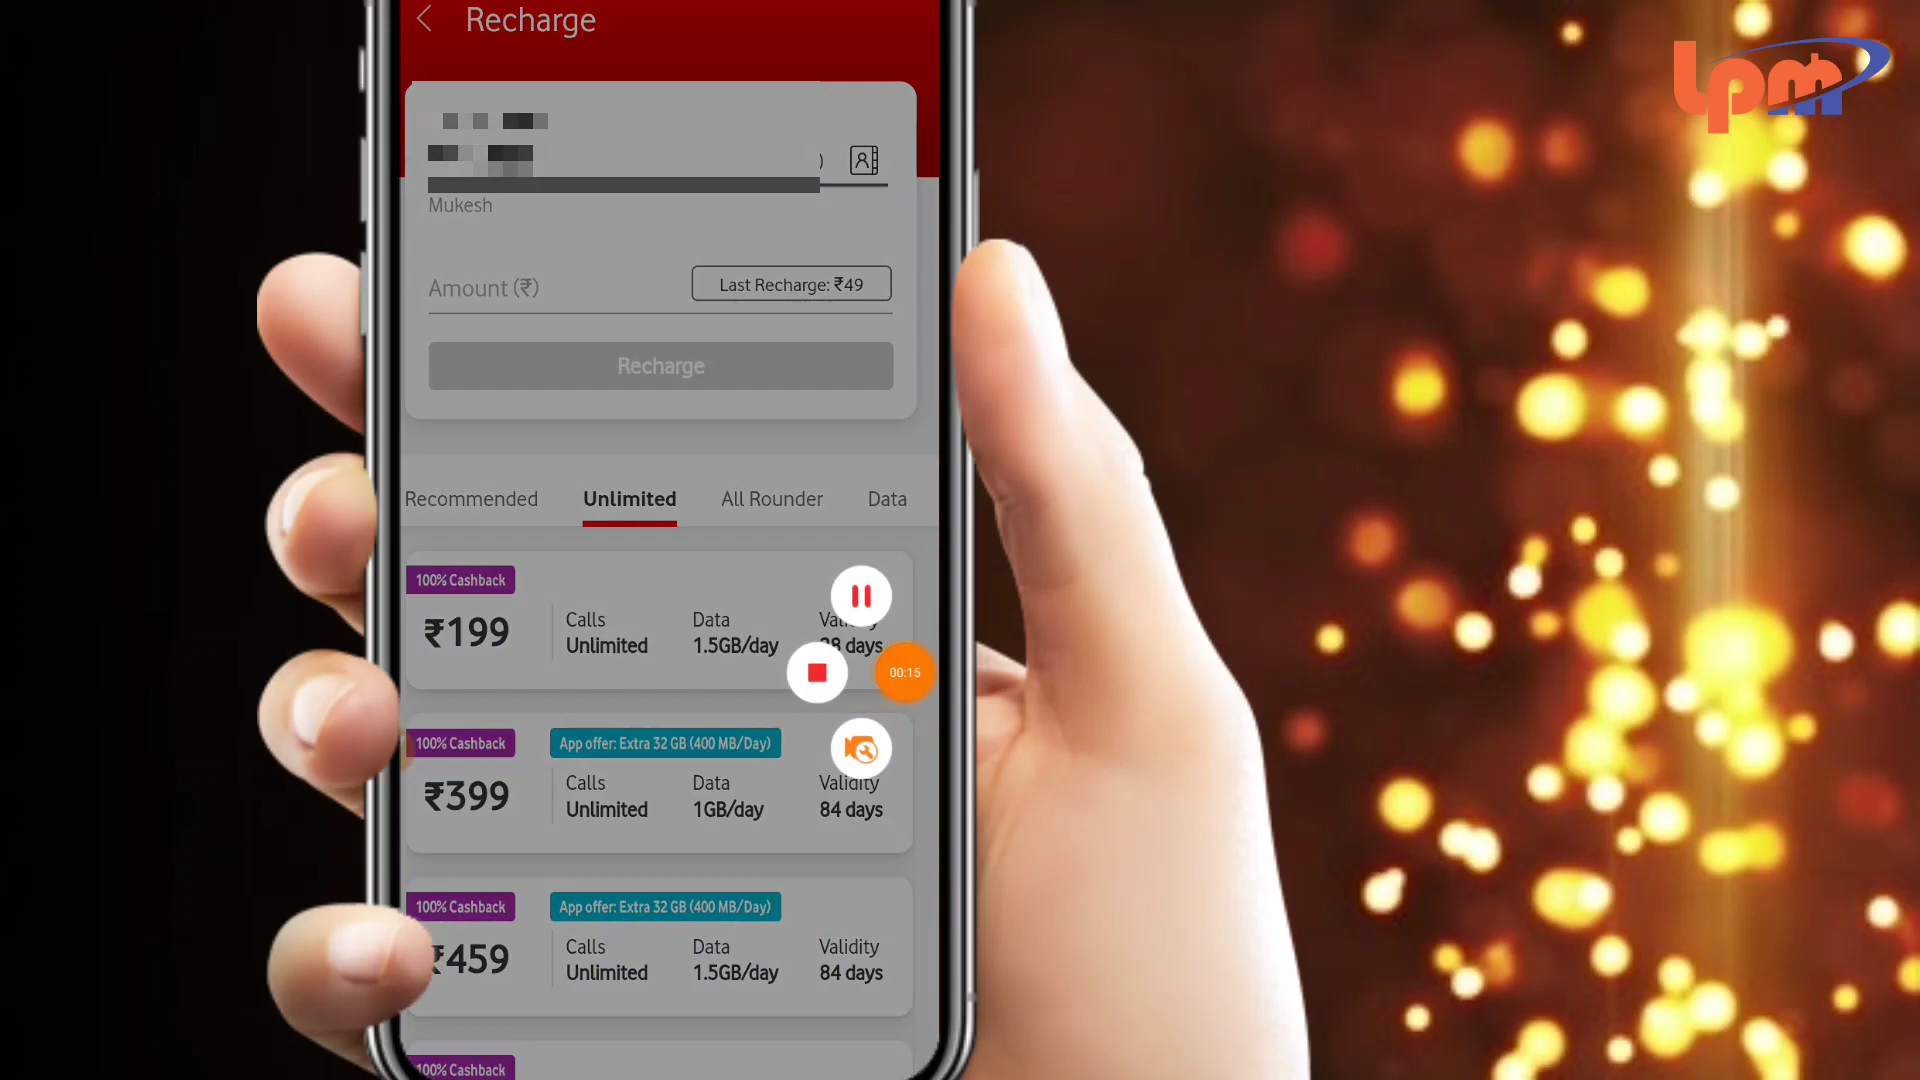 Recharge
lpm
Mukesh
Amount (₹)
Last Recharge: ₹49
Recharge
Recommended Unlimited All Rounder Data
100% Cashback
₹199
Calls Data
Unlimited 1.5GB/day days
00:15
100% Cashback App offer: Extra 32 GB (400 MB/Day)
₹399
Calls Data Validity
Unlimited 1GB/day 84 days
100% Cashback App offer: Extra 32 GB (400 MB/Day)
₹459
Calls Data Validity
Unlimited 1.5GB/day 84 days
100% Cashback